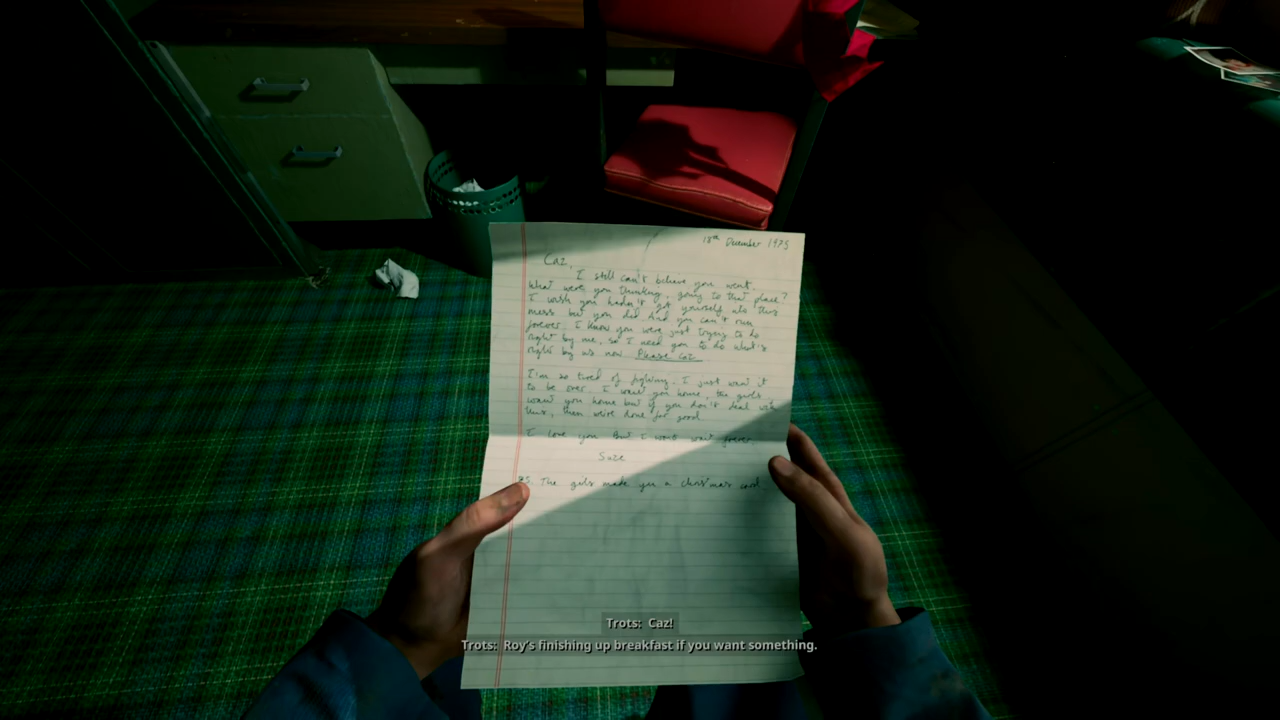 18th December 1975
Caz,
I still can't believe you went.
What were you thinking, going to that place?
I wish you hadn't got yourself into this
mess but you did and you can't run
forever. I know you were just trying to do
right by me, so I need you to do what's
right by us now. Please Caz.
I'm so tired of fighting. I just want it
to be over. I want you home, the girls
want you home but if you don't deal with
this, then we're done for good.
I love you. But I won't wait forever.
Suze
PS. The girls made you a christmas card.
Trots: Caz!
Trots: Roy's finishing up breakfast if you want something.